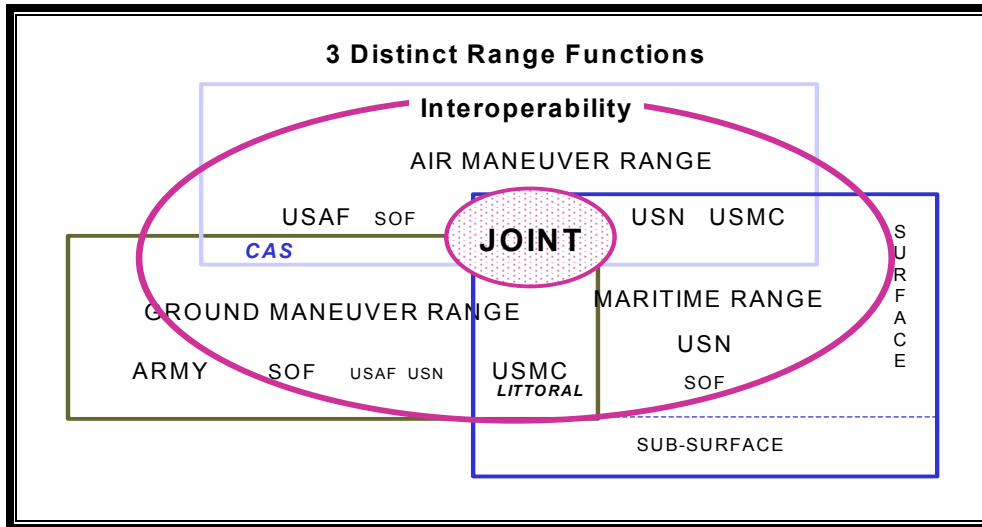 3 Distinct Range Functions
Interoperability
AIR MANEUVER RANGE
USAF SOF
USN USMC
CAS
JOINT
SURFACE
GROUND MANEUVER RANGE
MARITIME RANGE
ARMY SOF USAF USN
USMC
LITTORAL
USN
SOF
SUB-SURFACE